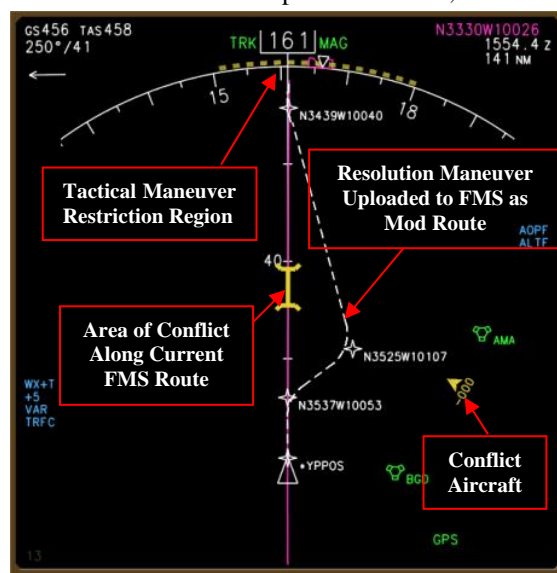 GS456 TAS458
250°/41
TRK 161 MAG
N3330W10026
1554.4 Z
141 NM
15
18
N3439W10040
Tactical Maneuver
Restriction Region
Resolution Maneuver
Uploaded to FMS as
Mod Route
AOPF
ALTF
40
Area of Conflict
Along Current
FMS Route
AMA
N3525W10107
WX+T
+5
VAR
TRFC
-000
N3537W10053
*YPPOS
BGD
Conflict
Aircraft
GPS
13